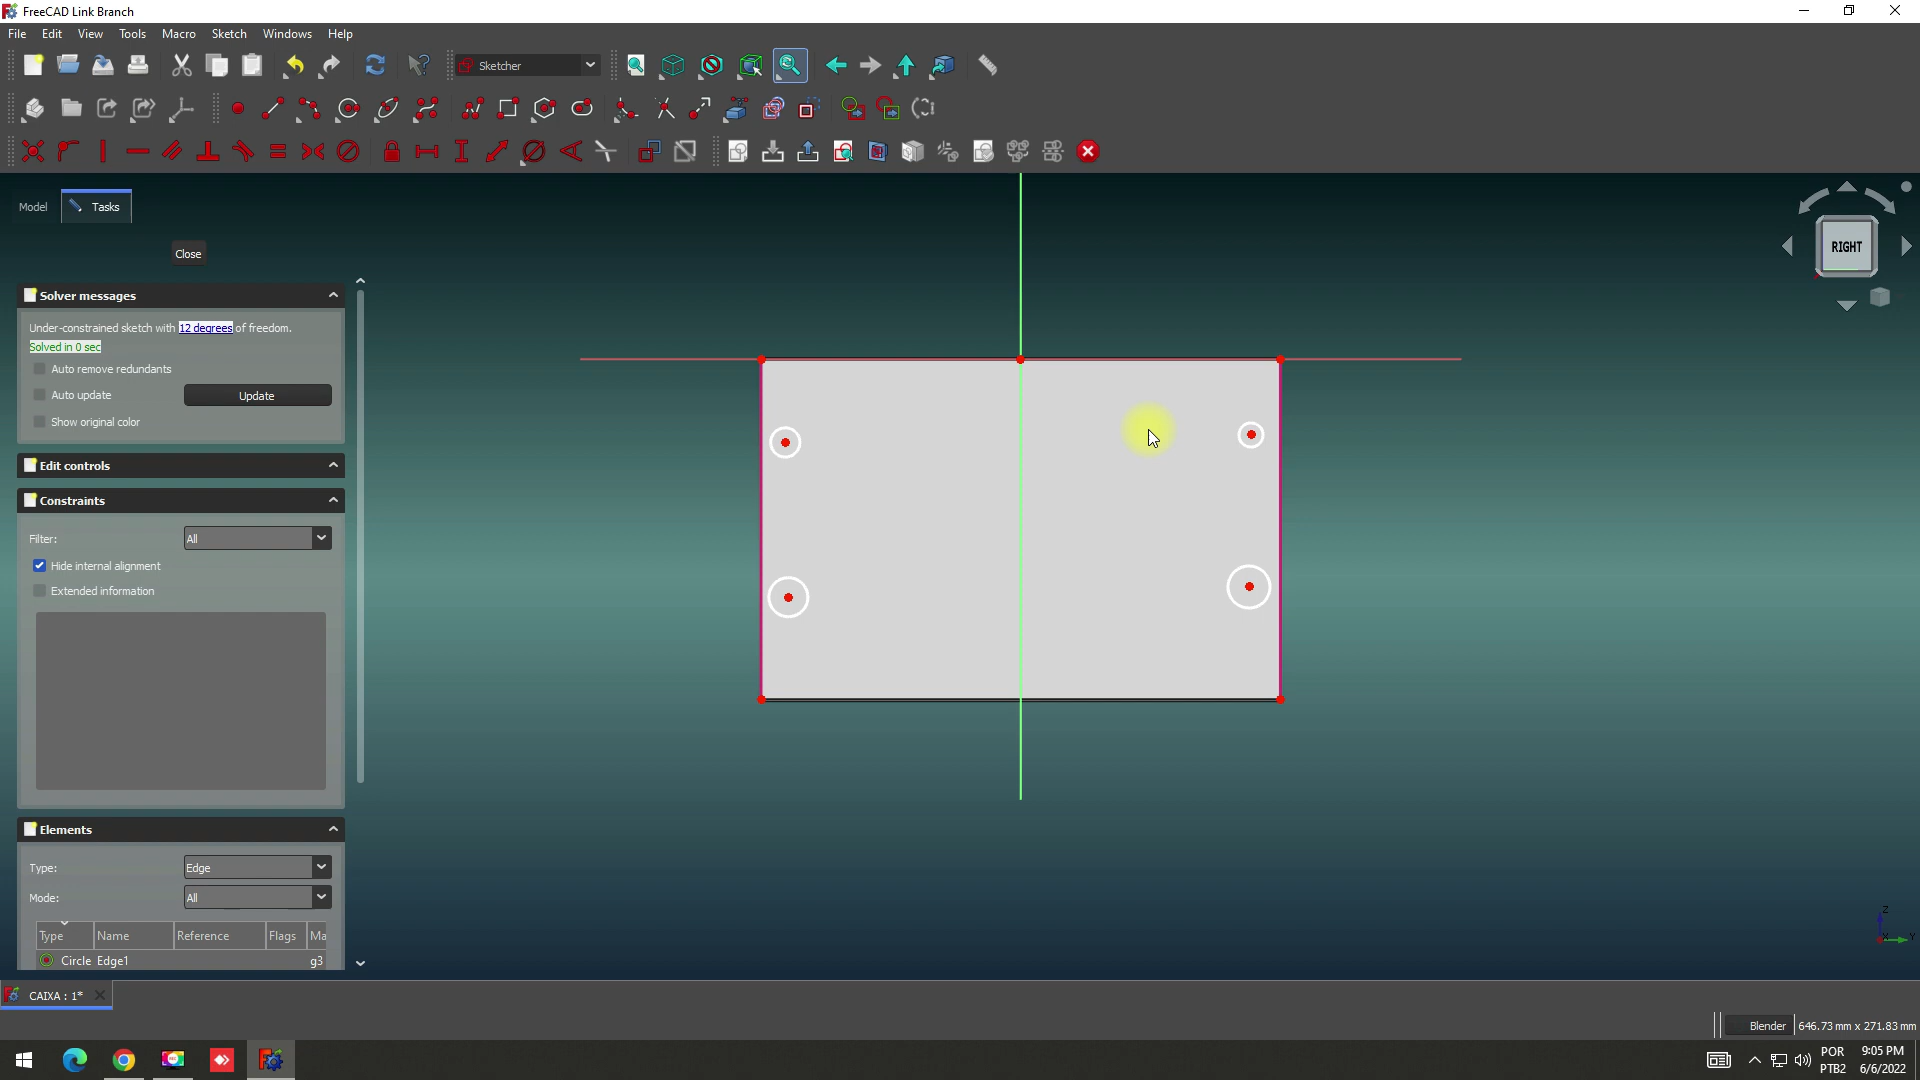 FreeCAD Link Branch
File Edit View Tools Macro Sketch Windows Help
Sketcher
Model Tasks
Close
RIGHT
Solver messages
Under-constrained sketch with 12 degrees of freedom.
Solved in 0 sec
Auto remove redundants
Auto update Update
Show original color
Edit controls
Constraints
Filter: All
Hide internal alignment
Extended information
Elements
Type: Edge
Mode: All
Type Name Reference Flags Ma
Circle Edge1 g3
Z
X Y
CAIXA : 1*
Blender 646.73 mm x 271.83 mm
POR 9:05 PM
PTB2 6/6/2022